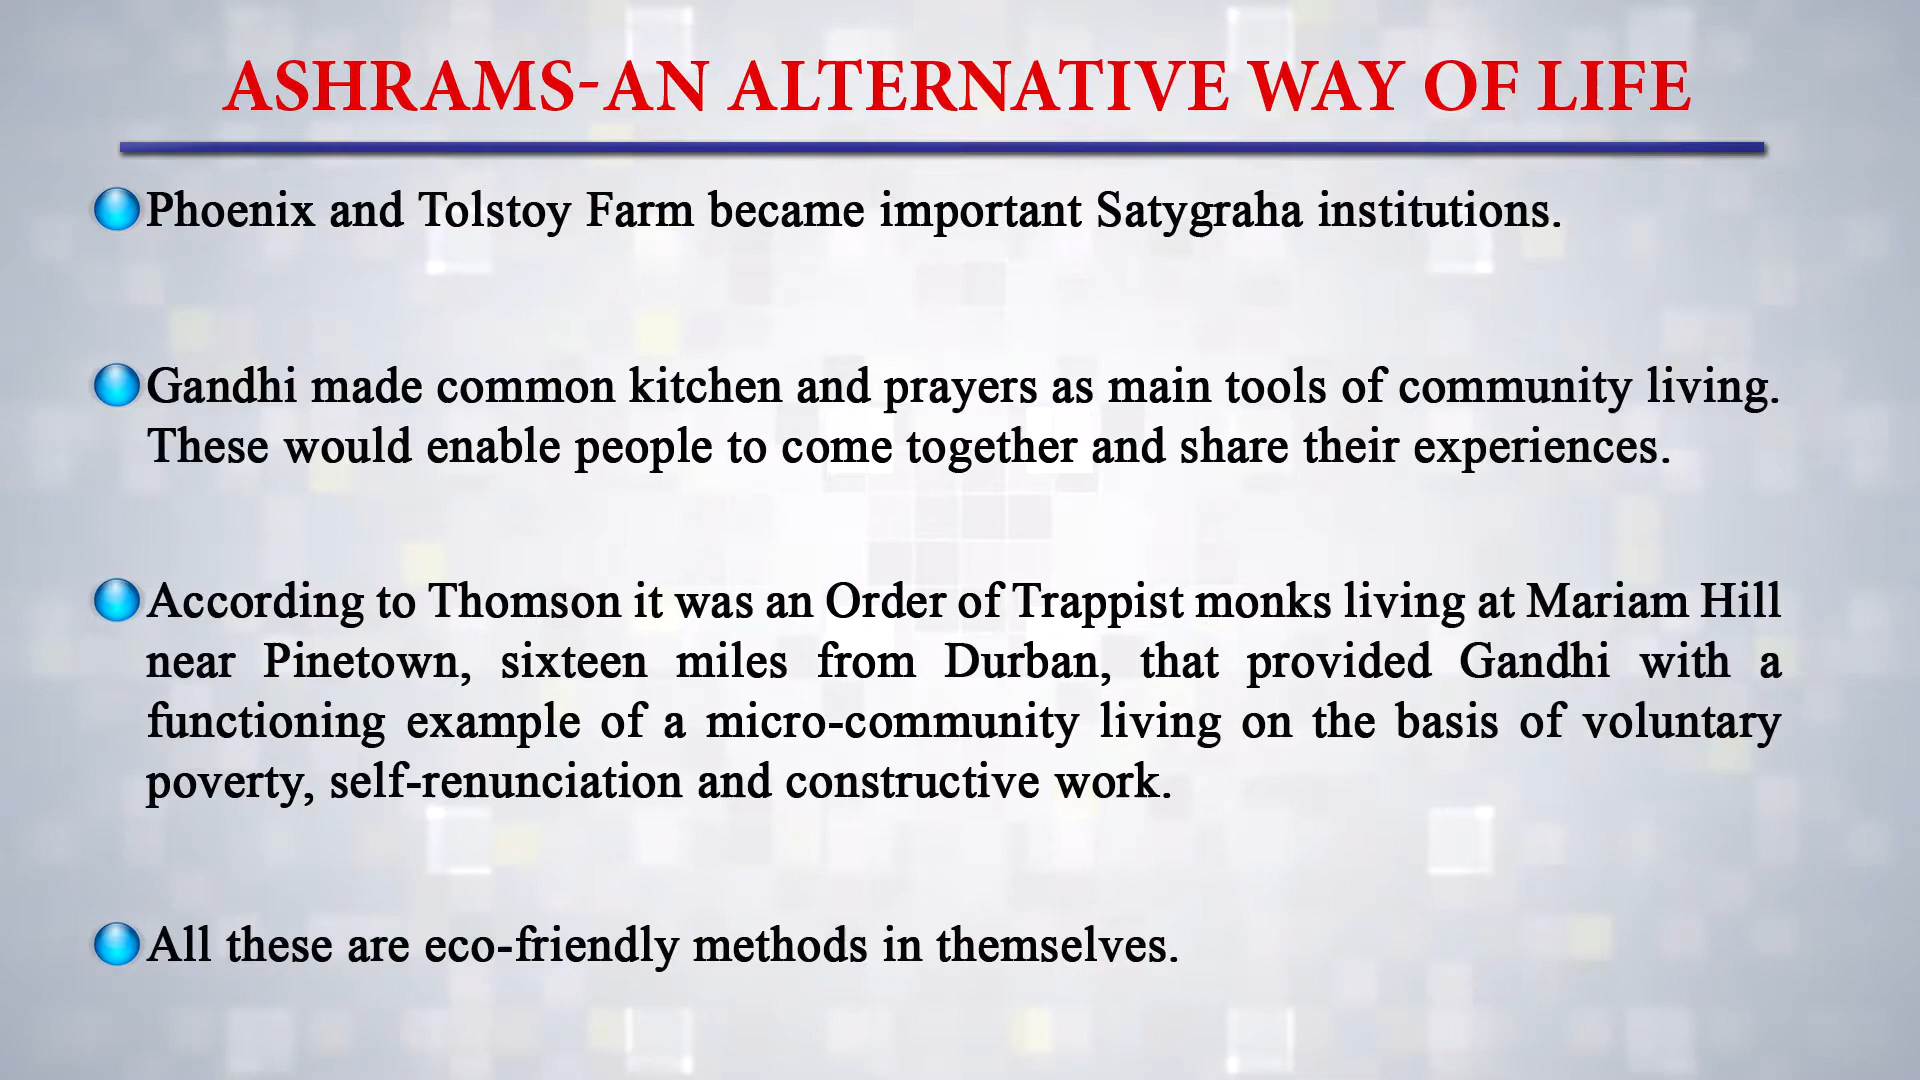 ASHRAMS-AN ALTERNATIVE WAY OF LIFE
Phoenix and Tolstoy Farm became important Satygraha institutions.
Gandhi made common kitchen and prayers as main tools of community living.
These would enable people to come together and share their experiences.
According to Thomson it was an Order of Trappist monks living at Mariam Hill
near Pinetown, sixteen miles from Durban, that provided Gandhi with a
functioning example of a micro-community living on the basis of voluntary
poverty, self-renunciation and constructive work.
All these are eco-friendly methods in themselves.